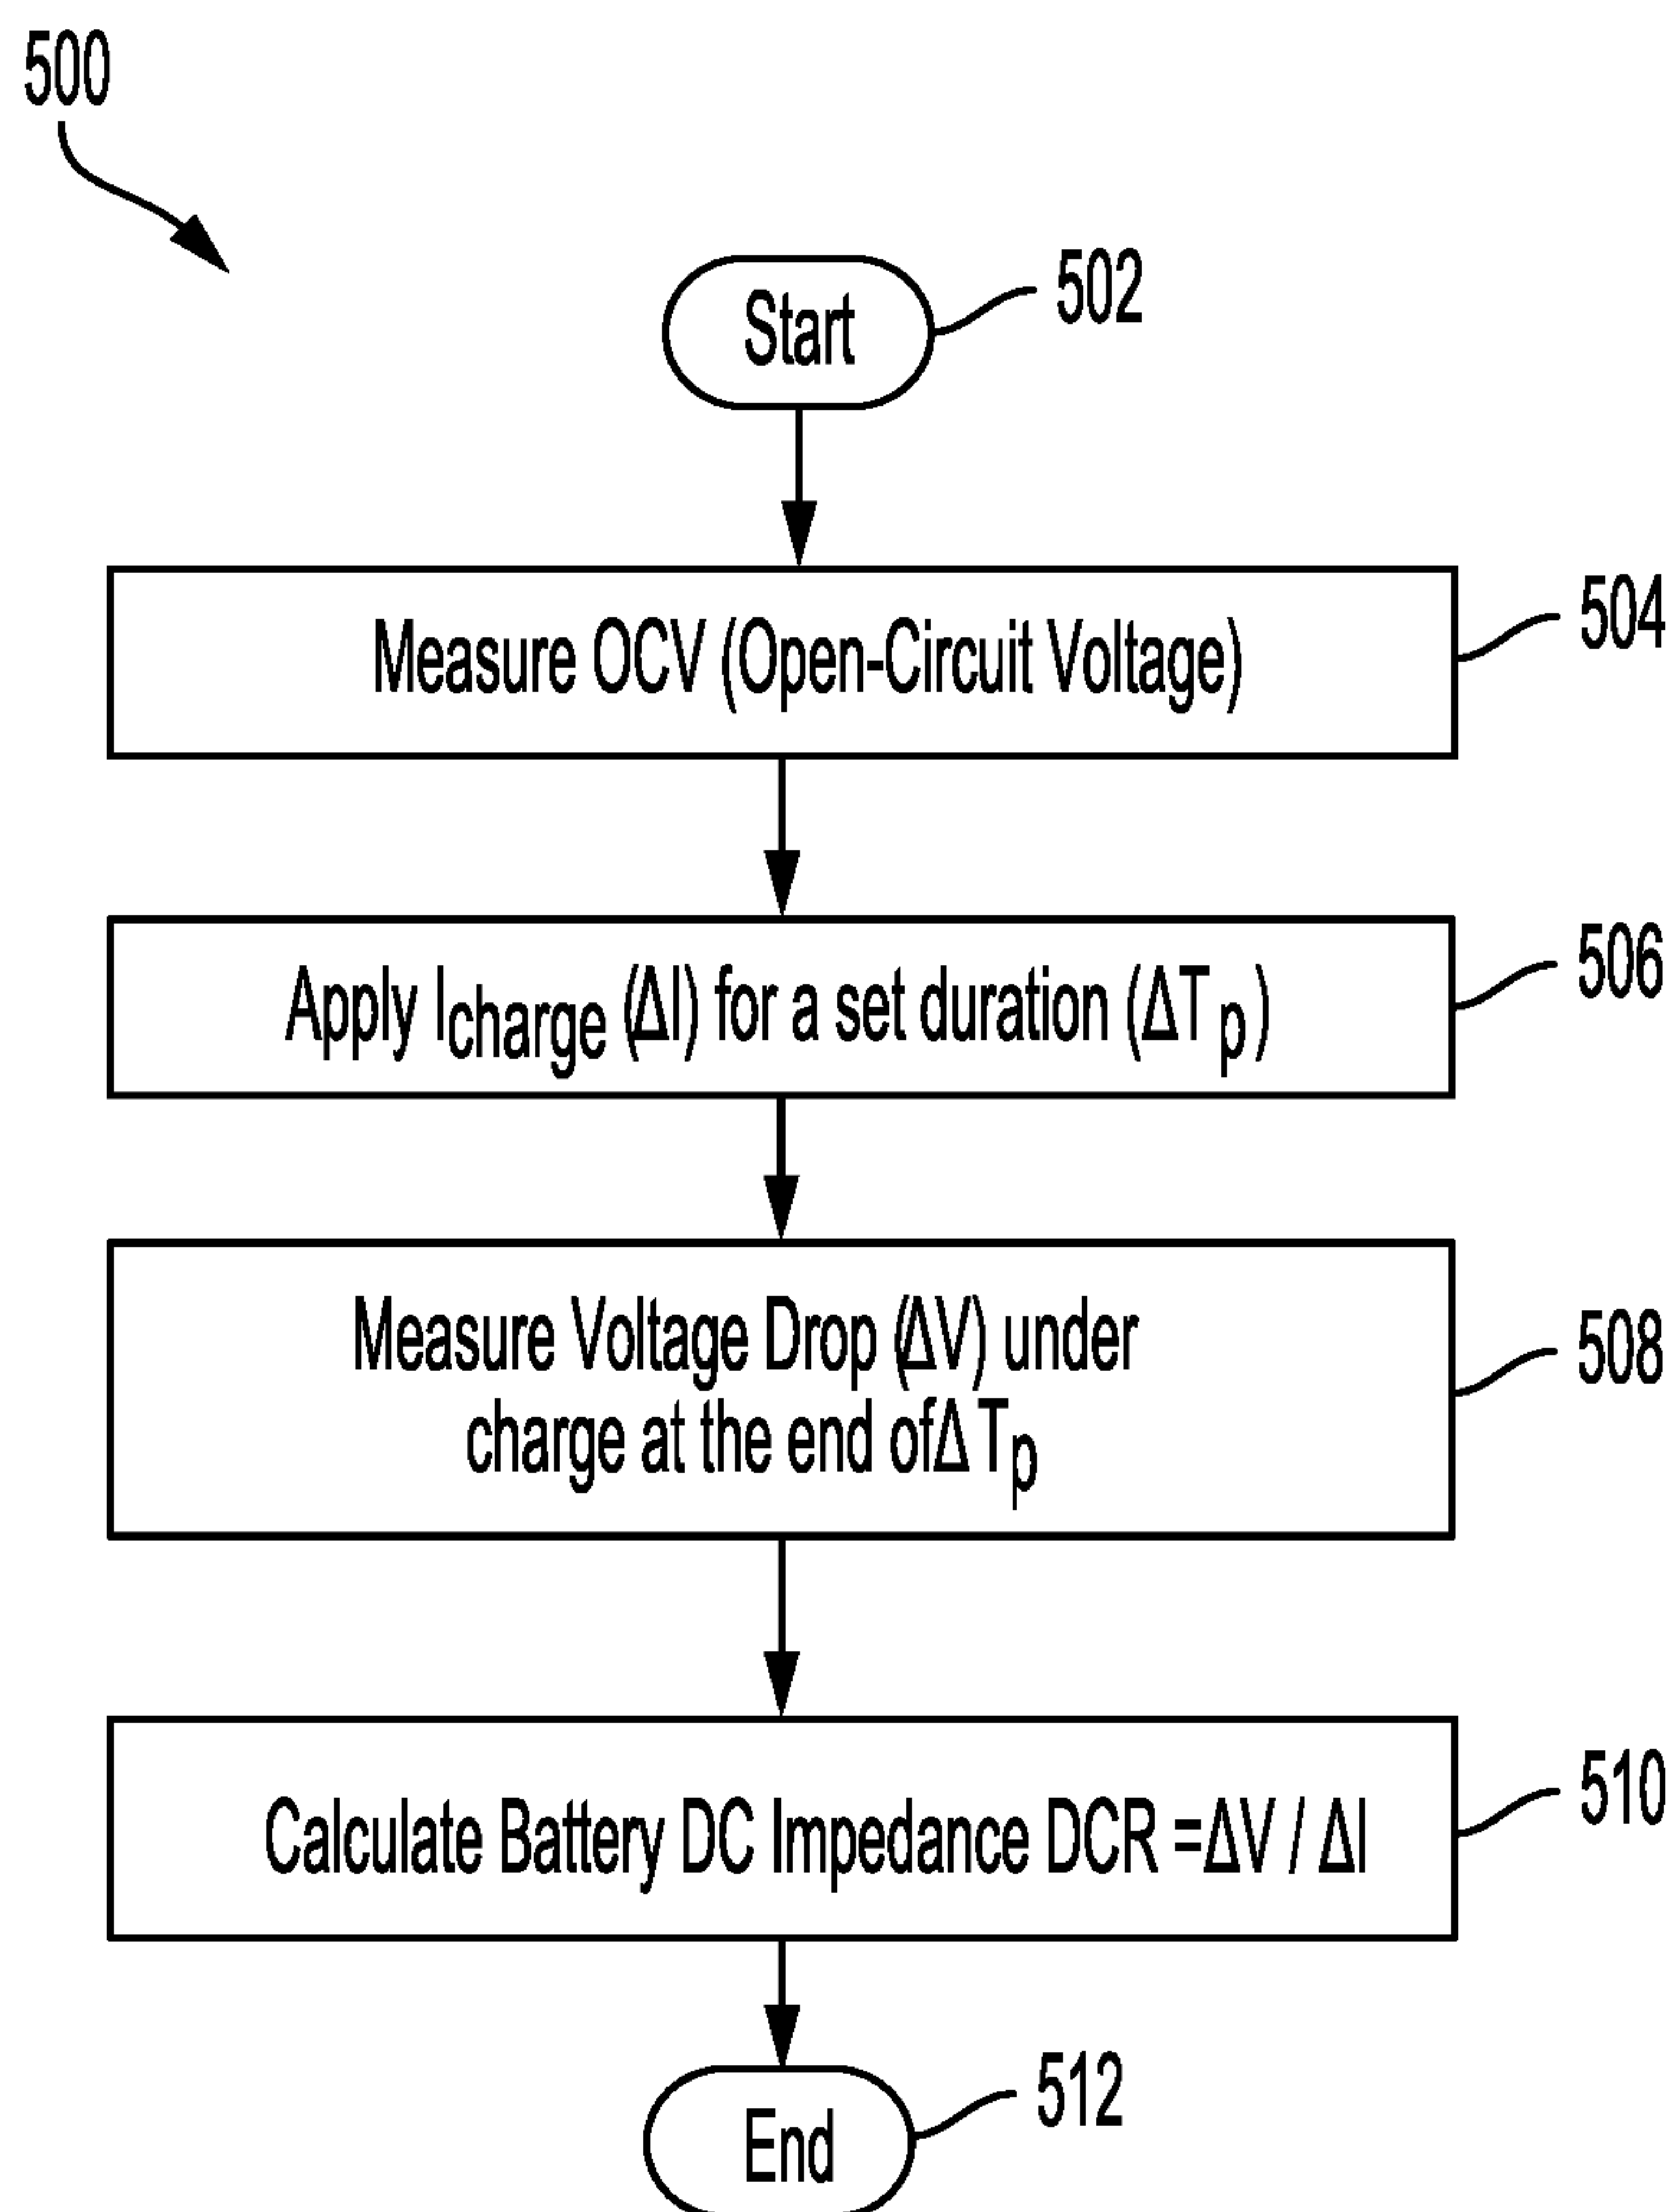 500
Start
502
Measure OCV (Open-Circuit Voltage)
504
Apply Icharge (ΔI) for a set duration (ΔTp)
506
Measure Voltage Drop (ΔV) under
charge at the end ofΔ Tp
508
Calculate Battery DC Impedance DCR =ΔV / ΔI
510
End
512